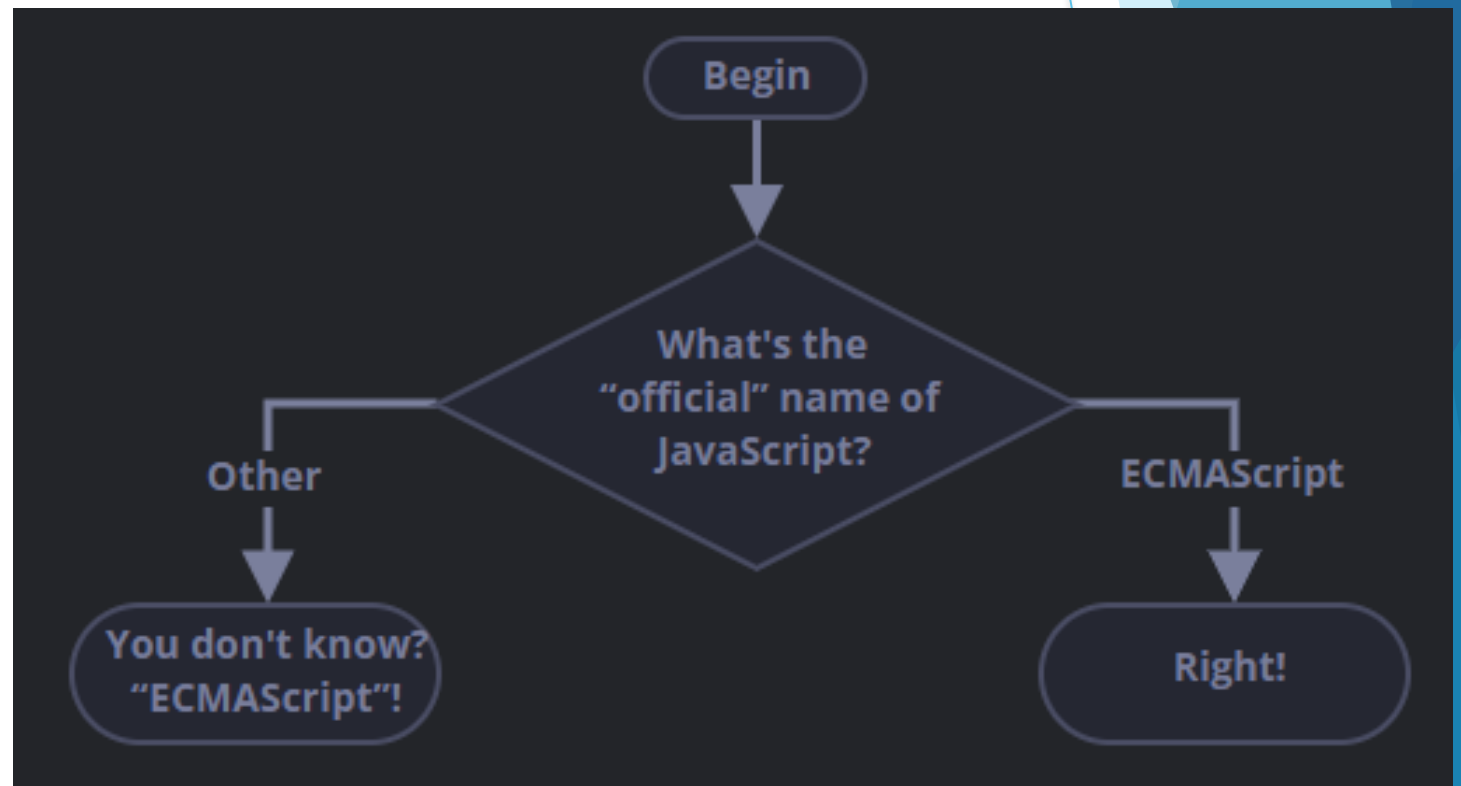 Begin
What's the
“official” name of
JavaScript?
Other
ECMAScript
You don't know?
“ECMAScript”!
Right!